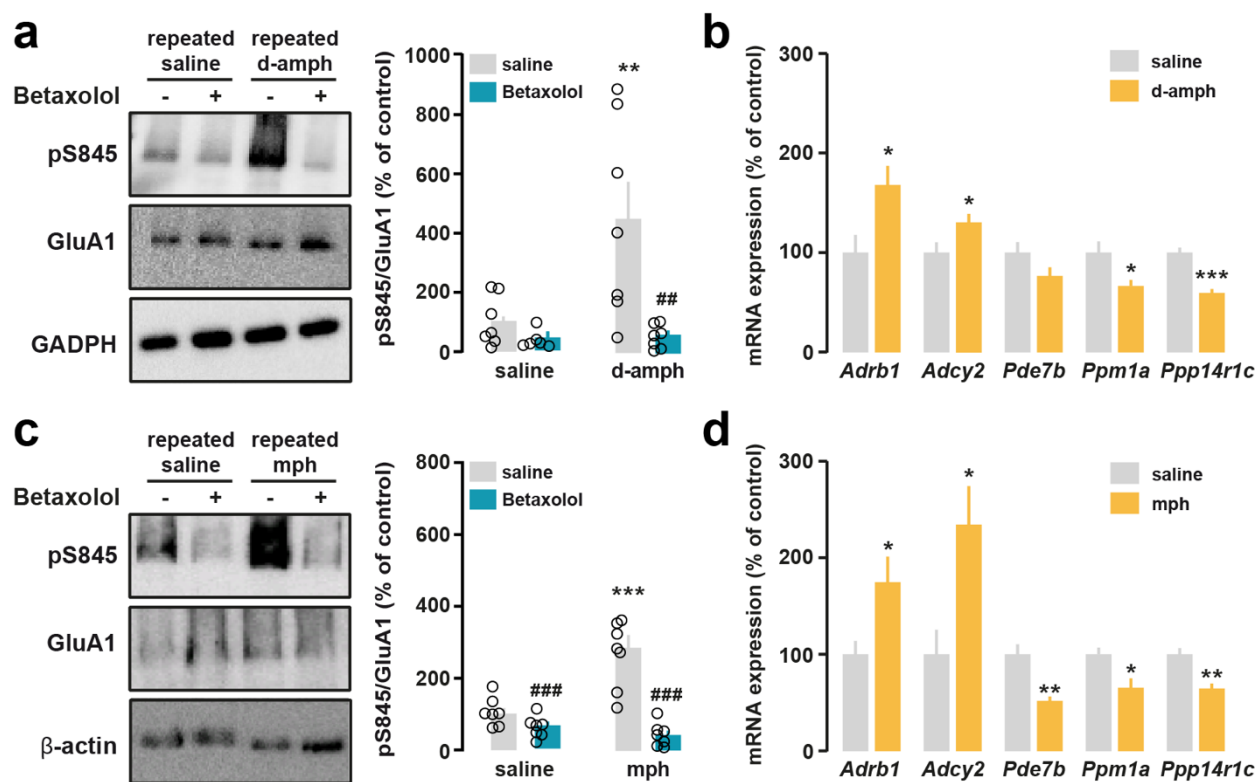 a
repeated saline
repeated d-amph
Betaxolol - + - +
pS845
GluA1
GADPH
pS845/GluA1 (% of control)
1000
800
600
400
200
0
saline
Betaxolol
**
##
saline d-amph
b
mRNA expression (% of control)
300
200
100
0
saline
d-amph
* * * ***
Adrb1 Adcy2 Pde7b Ppm1a Ppp14r1c
c
repeated saline
repeated mph
Betaxolol - + - +
pS845
GluA1
β-actin
pS845/GluA1 (% of control)
800
600
400
200
0
saline
Betaxolol
***
### ###
saline mph
d
mRNA expression (% of control)
300
200
100
0
saline
mph
* * ** * **
Adrb1 Adcy2 Pde7b Ppm1a Ppp14r1c